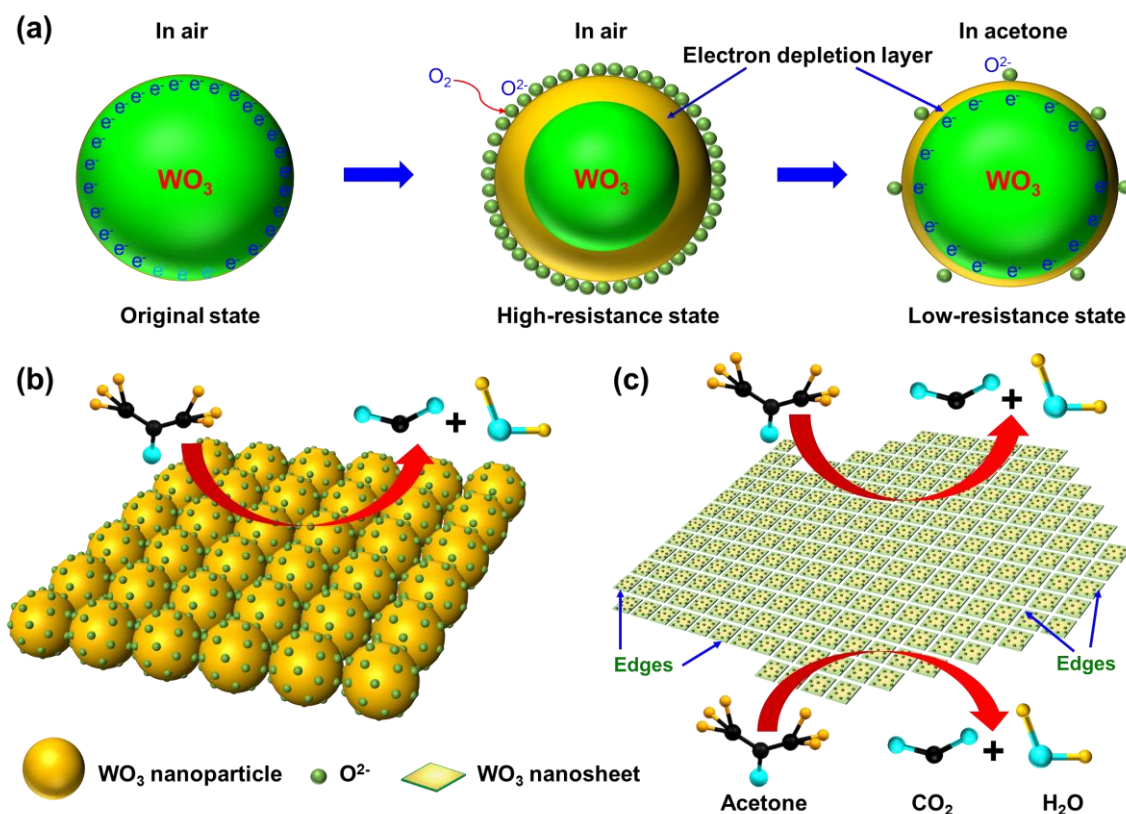 (a)
In air
In air
In acetone
Electron depletion layer
O₂
O²⁻
O²⁻
e⁻ e⁻ e⁻ e⁻ e⁻ e⁻ e⁻ e⁻ e⁻ e⁻ e⁻ e⁻ e⁻ e⁻ e⁻ e⁻ e⁻ e⁻ e⁻ e⁻ e⁻ e⁻ e⁻ e⁻ e⁻ e⁻
WO₃
WO₃
e⁻ e⁻ e⁻ e⁻ e⁻ e⁻ e⁻ e⁻ e⁻ e⁻ e⁻ e⁻ e⁻ e⁻
WO₃
Original state
High-resistance state
Low-resistance state
(b)
+
(c)
+
Edges
Edges
+
WO₃ nanoparticle
O²⁻
WO₃ nanosheet
Acetone
CO₂
H₂O